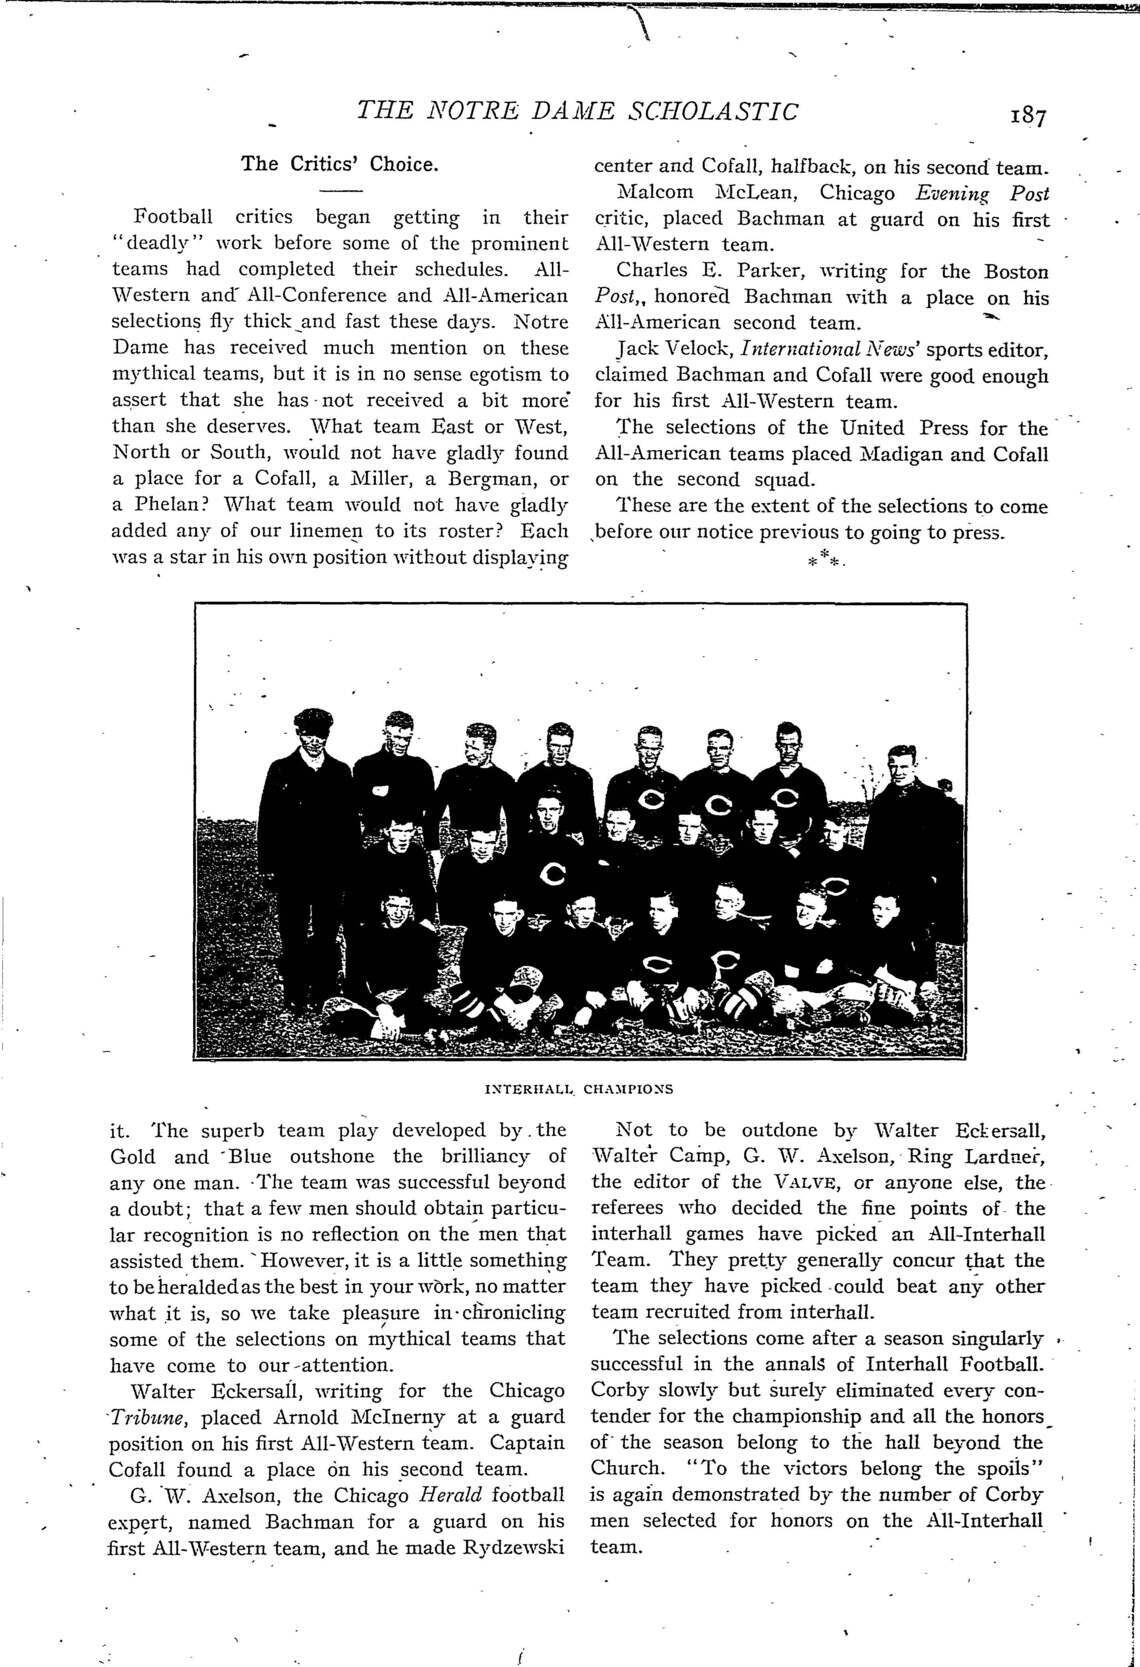 THE NOTRE DAME SCHOLASTIC 187
The Critics' Choice.
Football critics began getting in their
"deadly" work before some of the prominent
teams had completed their schedules. All-
Western and All-Conference and All-American
selections fly thick and fast these days. Notre
Dame has received much mention on these
mythical teams, but it is in no sense egotism to
assert that she has not received a bit more
than she deserves. What team East or West,
North or South, would not have gladly found
a place for a Cofall, a Miller, a Bergman, or
a Phelan? What team would not have gladly
added any of our linemen to its roster? Each
was a star in his own position without displaying
center and Cofall, halfback, on his second team.
Malcom McLean, Chicago Evening Post
critic, placed Bachman at guard on his first
All-Western team.
Charles E. Parker, writing for the Boston
Post,, honored Bachman with a place on his
All-American second team.
Jack Velock, International News' sports editor,
claimed Bachman and Cofall were good enough
for his first All-Western team.
The selections of the United Press for the
All-American teams placed Madigan and Cofall
on the second squad.
These are the extent of the selections to come
before our notice previous to going to press.
***
C C C C C C C
INTERHALL CHAMPIONS
it. The superb team play developed by the
Gold and Blue outshone the brilliancy of
any one man. The team was successful beyond
a doubt; that a few men should obtain particu-
lar recognition is no reflection on the men that
assisted them. However, it is a little something
to be heralded as the best in your work, no matter
what it is, so we take pleasure in chronicling
some of the selections on mythical teams that
have come to our attention.
Walter Eckersall, writing for the Chicago
Tribune, placed Arnold McInerny at a guard
position on his first All-Western team. Captain
Cofall found a place on his second team.
G. W. Axelson, the Chicago Herald football
expert, named Bachman for a guard on his
first All-Western team, and he made Rydzewski
Not to be outdone by Walter Eckersall,
Walter Camp, G. W. Axelson, Ring Lardner,
the editor of the VALVE, or anyone else, the
referees who decided the fine points of the
interhall games have picked an All-Interhall
Team. They pretty generally concur that the
team they have picked could beat any other
team recruited from interhall.
The selections come after a season singularly
successful in the annals of Interhall Football.
Corby slowly but surely eliminated every con-
tender for the championship and all the honors
of the season belong to the hall beyond the
Church. "To the victors belong the spoils"
is again demonstrated by the number of Corby
men selected for honors on the All-Interhall
team.